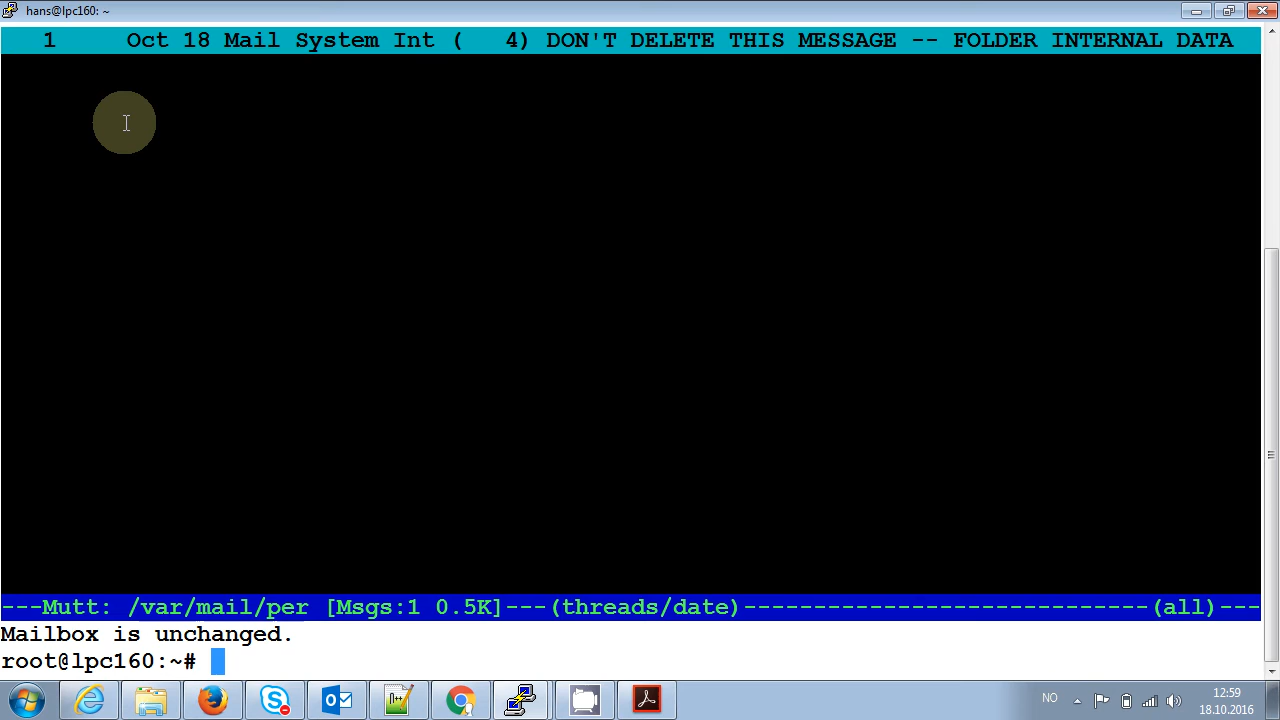 hans@lpc160: ~
1 Oct 18 Mail System Int ( 4) DON'T DELETE THIS MESSAGE -- FOLDER INTERNAL DATA
---Mutt: /var/mail/per [Msgs:1 0.5K]---(threads/date)-----------------------------(all)---
Mailbox is unchanged.
root@lpc160:~#
NO
12:59
18.10.2016